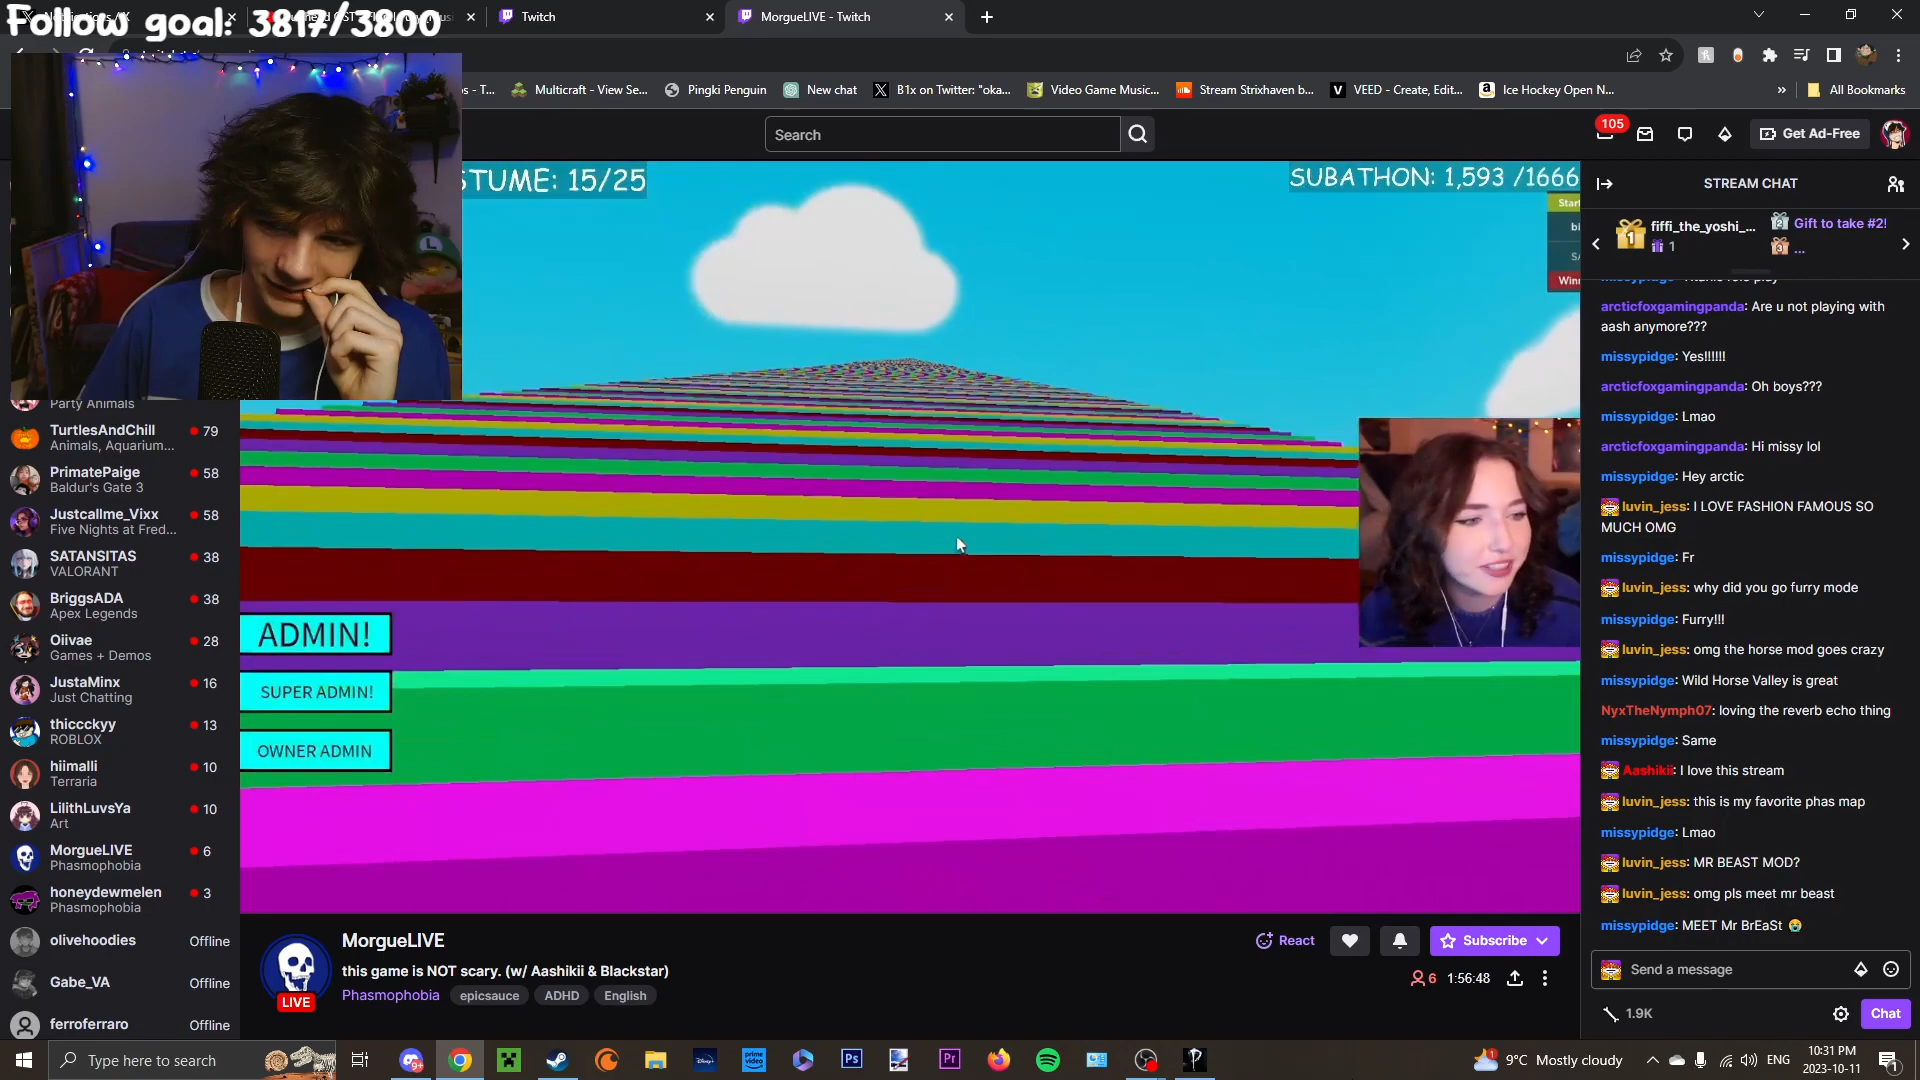 Follow goal: 3817/3800
Twitch
MorgueLIVE - Twitch
Multicraft - View Se...
Pingki Penguin
New chat
B1x on Twitter: "oka...
Video Game Music...
Stream Strixhaven b...
VEED - Create, Edit...
Ice Hockey Open N...
All Bookmarks
Search
105
Get Ad-Free
STUME: 15/25
SUBATHON: 1,593 /1666
Start
Winn
STREAM CHAT
fiffi_the_yoshi_...
1
Gift to take #2!
...
arcticfoxgamingpanda: Are u not playing with
aash anymore???
missypidge: Yes!!!!!!
arcticfoxgamingpanda: Oh boys???
missypidge: Lmao
arcticfoxgamingpanda: Hi missy lol
missypidge: Hey arctic
luvin_jess: I LOVE FASHION FAMOUS SO
MUCH OMG
missypidge: Fr
luvin_jess: why did you go furry mode
missypidge: Furry!!!
luvin_jess: omg the horse mod goes crazy
missypidge: Wild Horse Valley is great
NyxTheNymph07: loving the reverb echo thing
missypidge: Same
Aashikii: I love this stream
luvin_jess: this is my favorite phas map
missypidge: Lmao
luvin_jess: MR BEAST MOD?
luvin_jess: omg pls meet mr beast
missypidge: MEET Mr BrEaSt 😭
Send a message
1.9K
Chat
Party Animals
TurtlesAndChill 79
Animals, Aquarium...
PrimatePaige 58
Baldur's Gate 3
Justcallme_Vixx 58
Five Nights at Fred...
SATANSITAS 38
VALORANT
BriggsADA 38
Apex Legends
Oiivae 28
Games + Demos
JustaMinx 16
Just Chatting
thiccckyy 13
ROBLOX
hiimalli 10
Terraria
LilithLuvsYa 10
Art
MorgueLIVE 6
Phasmophobia
honeydewmelen 3
Phasmophobia
olivehoodies Offline
Gabe_VA Offline
ferroferraro Offline
ADMIN!
SUPER ADMIN!
OWNER ADMIN
MorgueLIVE
this game is NOT scary. (w/ Aashikii & Blackstar)
Phasmophobia epicsauce ADHD English
LIVE
React
Subscribe
6 1:56:48
Type here to search
9°C Mostly cloudy
ENG
10:31 PM
2023-10-11